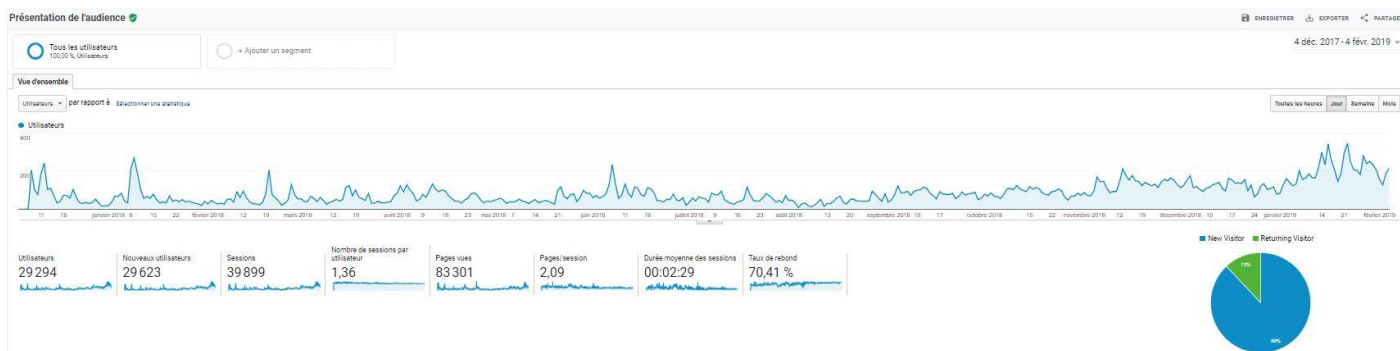 Présentation de l'audience
ENREGISTRER EXPORTER PARTAGE
Tous les utilisateurs
100,00 % Utilisateurs
+ Ajouter un segment
4 déc. 2017 - 4 févr. 2019
Vue d'ensemble
Utilisateurs par rapport à Sélectionner une statistique
Toutes les heures Jour Semaine Mois
Utilisateurs
400
200
11 18 janvier 2018 8 15 22 février 2018 12 19 mars 2018 12 19 avril 2018 9 16 23 mai 2018 7 14 21 juin 2018 11 18 juillet 2018 9 16 23 août 2018 13 20 septembre 2018 10 17 octobre 2018 15 22 novembre 2018 12 19 décembre 2018 10 17 24 janvier 2019 14 21 février 2019
New Visitor Returning Visitor
Utilisateurs
29 294
Nouveaux utilisateurs
29 623
Sessions
39 899
Nombre de sessions par
utilisateur
1,36
Pages vues
83 301
Pages/session
2,09
Durée moyenne des sessions
00:02:29
Taux de rebond
70,41 %
12%
88%